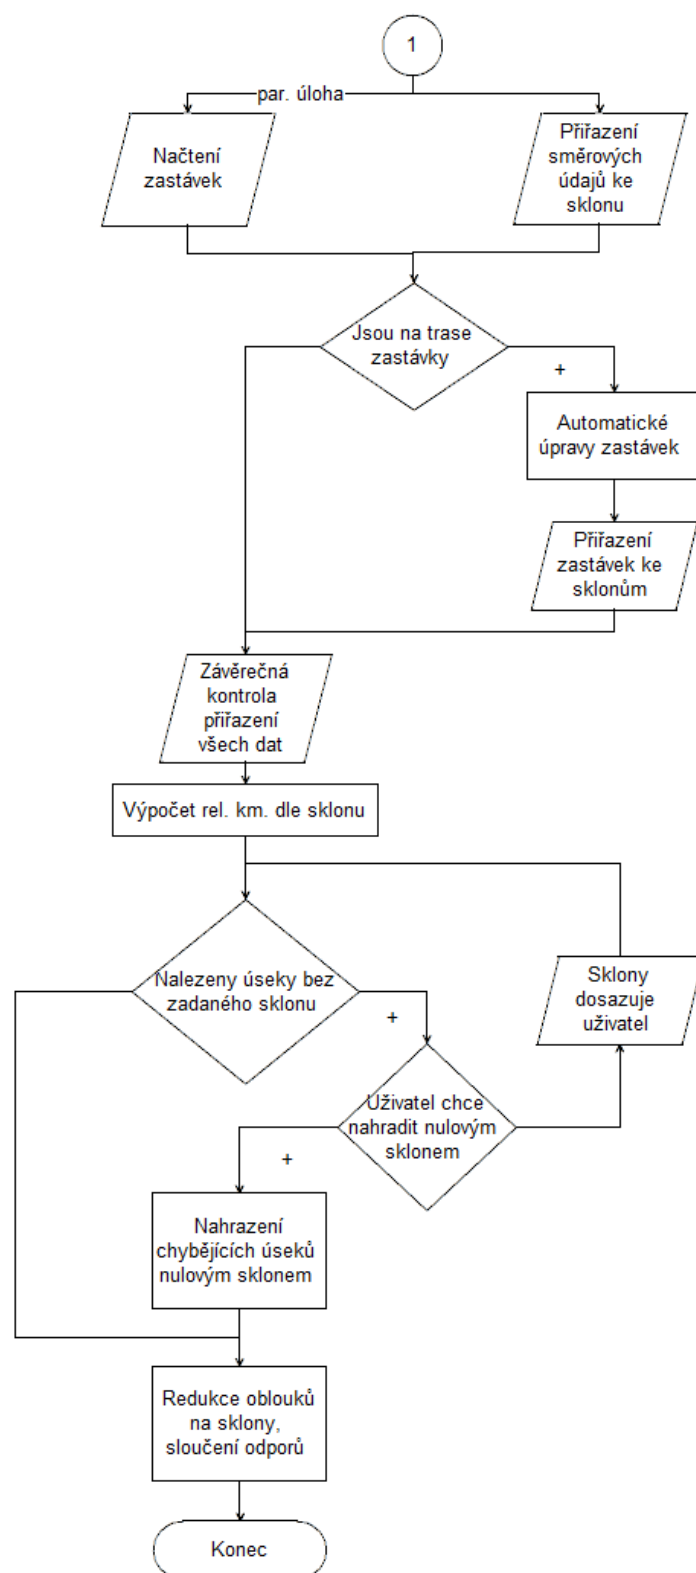 1
par. úloha
Načtení
zastávek
Přiřazení
směrových
údajů ke
sklonu
Jsou na trase
zastávky
+
Automatické
úpravy zastávek
Přiřazení
zastávek ke
sklonům
Závěrečná
kontrola
přiřazení
všech dat
Výpočet rel. km. dle sklonu
Nalezeny úseky bez
zadaného sklonu
+
Sklony
dosazuje
uživatel
Uživatel chce
nahradit nulovým
sklonem
+
Nahrazení
chybějících úseků
nulovým sklonem
Redukce oblouků
na sklony,
sloučení odporů
Konec